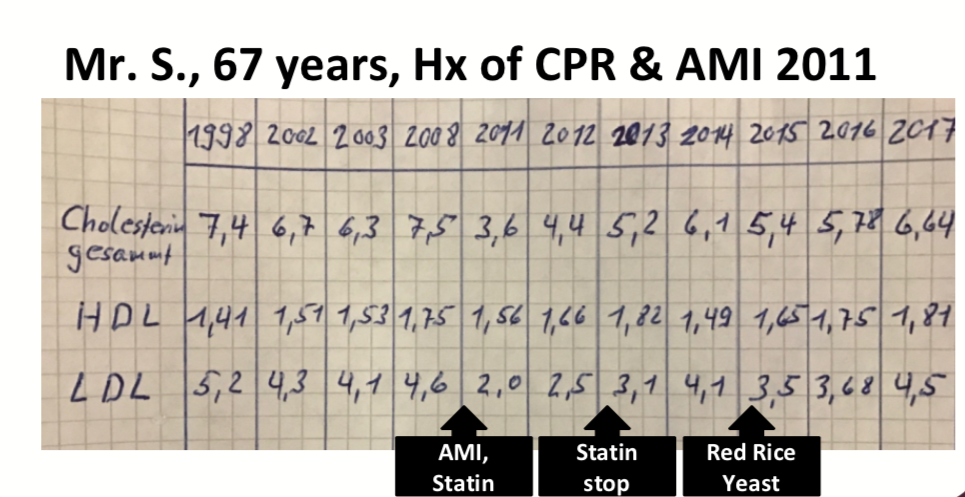 Mr. S., 67 years, Hx of CPR & AMI 2011
1998 2002 2003 2008 2011 2012 2013 2014 2015 2016 2017
Cholesterin 7,4 6,7 6,3 7,5 3,6 4,4 5,2 6,1 5,4 5,78 6,64
gesammt
HDL 1,41 1,51 1,53 1,75 1,56 1,66 1,82 1,49 1,65 1,75 1,81
LDL 5,2 4,3 4,1 4,6 2,0 2,5 3,1 4,1 3,5 3,68 4,5
AMI, Statin Red Rice
Statin stop Yeast